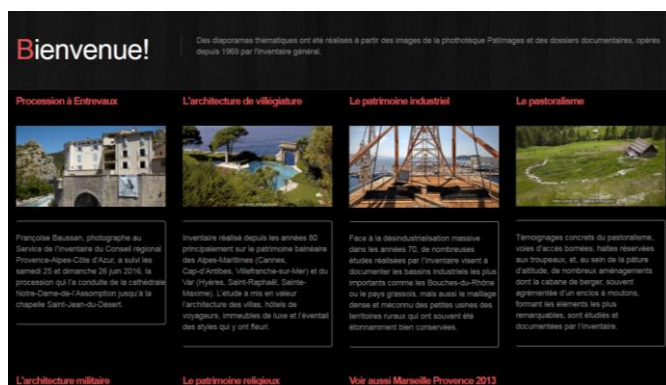 Bienvenue!
Des diaporamas thématiques ont été réalisés à partir des images de la photothèque Patimages et des dossiers documentaires, opérés
depuis 1969 par l'Inventaire général.
Procession à Entrevaux
Françoise Baussan, photographe au
Service de l'Inventaire du Conseil régional
Provence-Alpes-Côte d'Azur, a suivi les
samedi 25 et dimanche 26 juin 2016, la
procession qui l'a conduite de la cathédrale
Notre-Dame-de-l'Assomption jusqu'à la
chapelle Saint-Jean-du-Désert.
L'architecture de villégiature
Inventaire réalisé depuis les années 80
principalement sur le patrimoine balnéaire
des Alpes-Maritimes (Cannes,
Cap-d'Antibes, Villefranche-sur-Mer) et du
Var (Hyères, Saint-Raphaël, Sainte-
Maxime). L'étude a mis en valeur
l'architecture des villas, hôtels de
voyageurs, immeubles de luxe et l'éventail
des styles qui y ont fleuri.
Le patrimoine industriel
Face à la désindustrialisation massive
dans les années 70, de nombreuses
études réalisées par l'Inventaire visent à
documenter les bassins industriels les plus
importants comme les Bouches-du-Rhône
ou le pays grassois, mais aussi le maillage
dense et méconnu des petites usines des
territoires ruraux qui ont souvent été
étonnamment bien conservées.
Le pastoralisme
Témoignages concrets du pastoralisme,
voies d'accès bornées, haltes réservées
aux troupeaux, et, au sein de la pâture
d'altitude, de nombreux aménagements
dont la cabane de berger, souvent
agrémentée d'un enclos à moutons,
formant les éléments les plus
remarquables, sont étudiés et
documentées par l'Inventaire.
L'architecture militaire
Le patrimoine religieux
Voir aussi Marseille Provence 2013